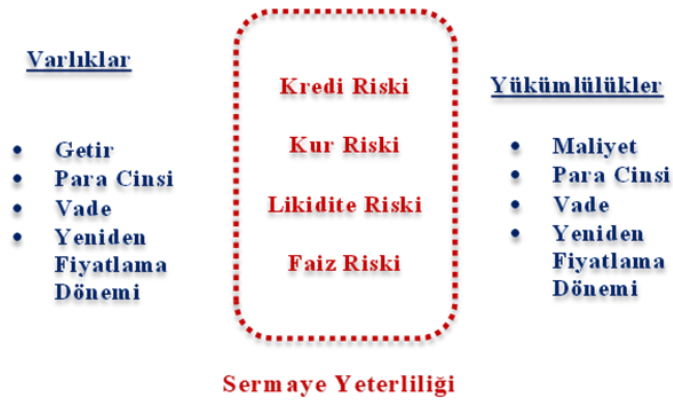 Varlıklar
• Getir
• Para Cinsi
• Vade
• Yeniden
Fiyatlama
Dönemi
Kredi Riski
Kur Riski
Likidite Riski
Faiz Riski
Yükümlülükler
• Maliyet
• Para Cinsi
• Vade
• Yeniden
Fiyatlama
Dönemi
Sermaye Yeterliliği